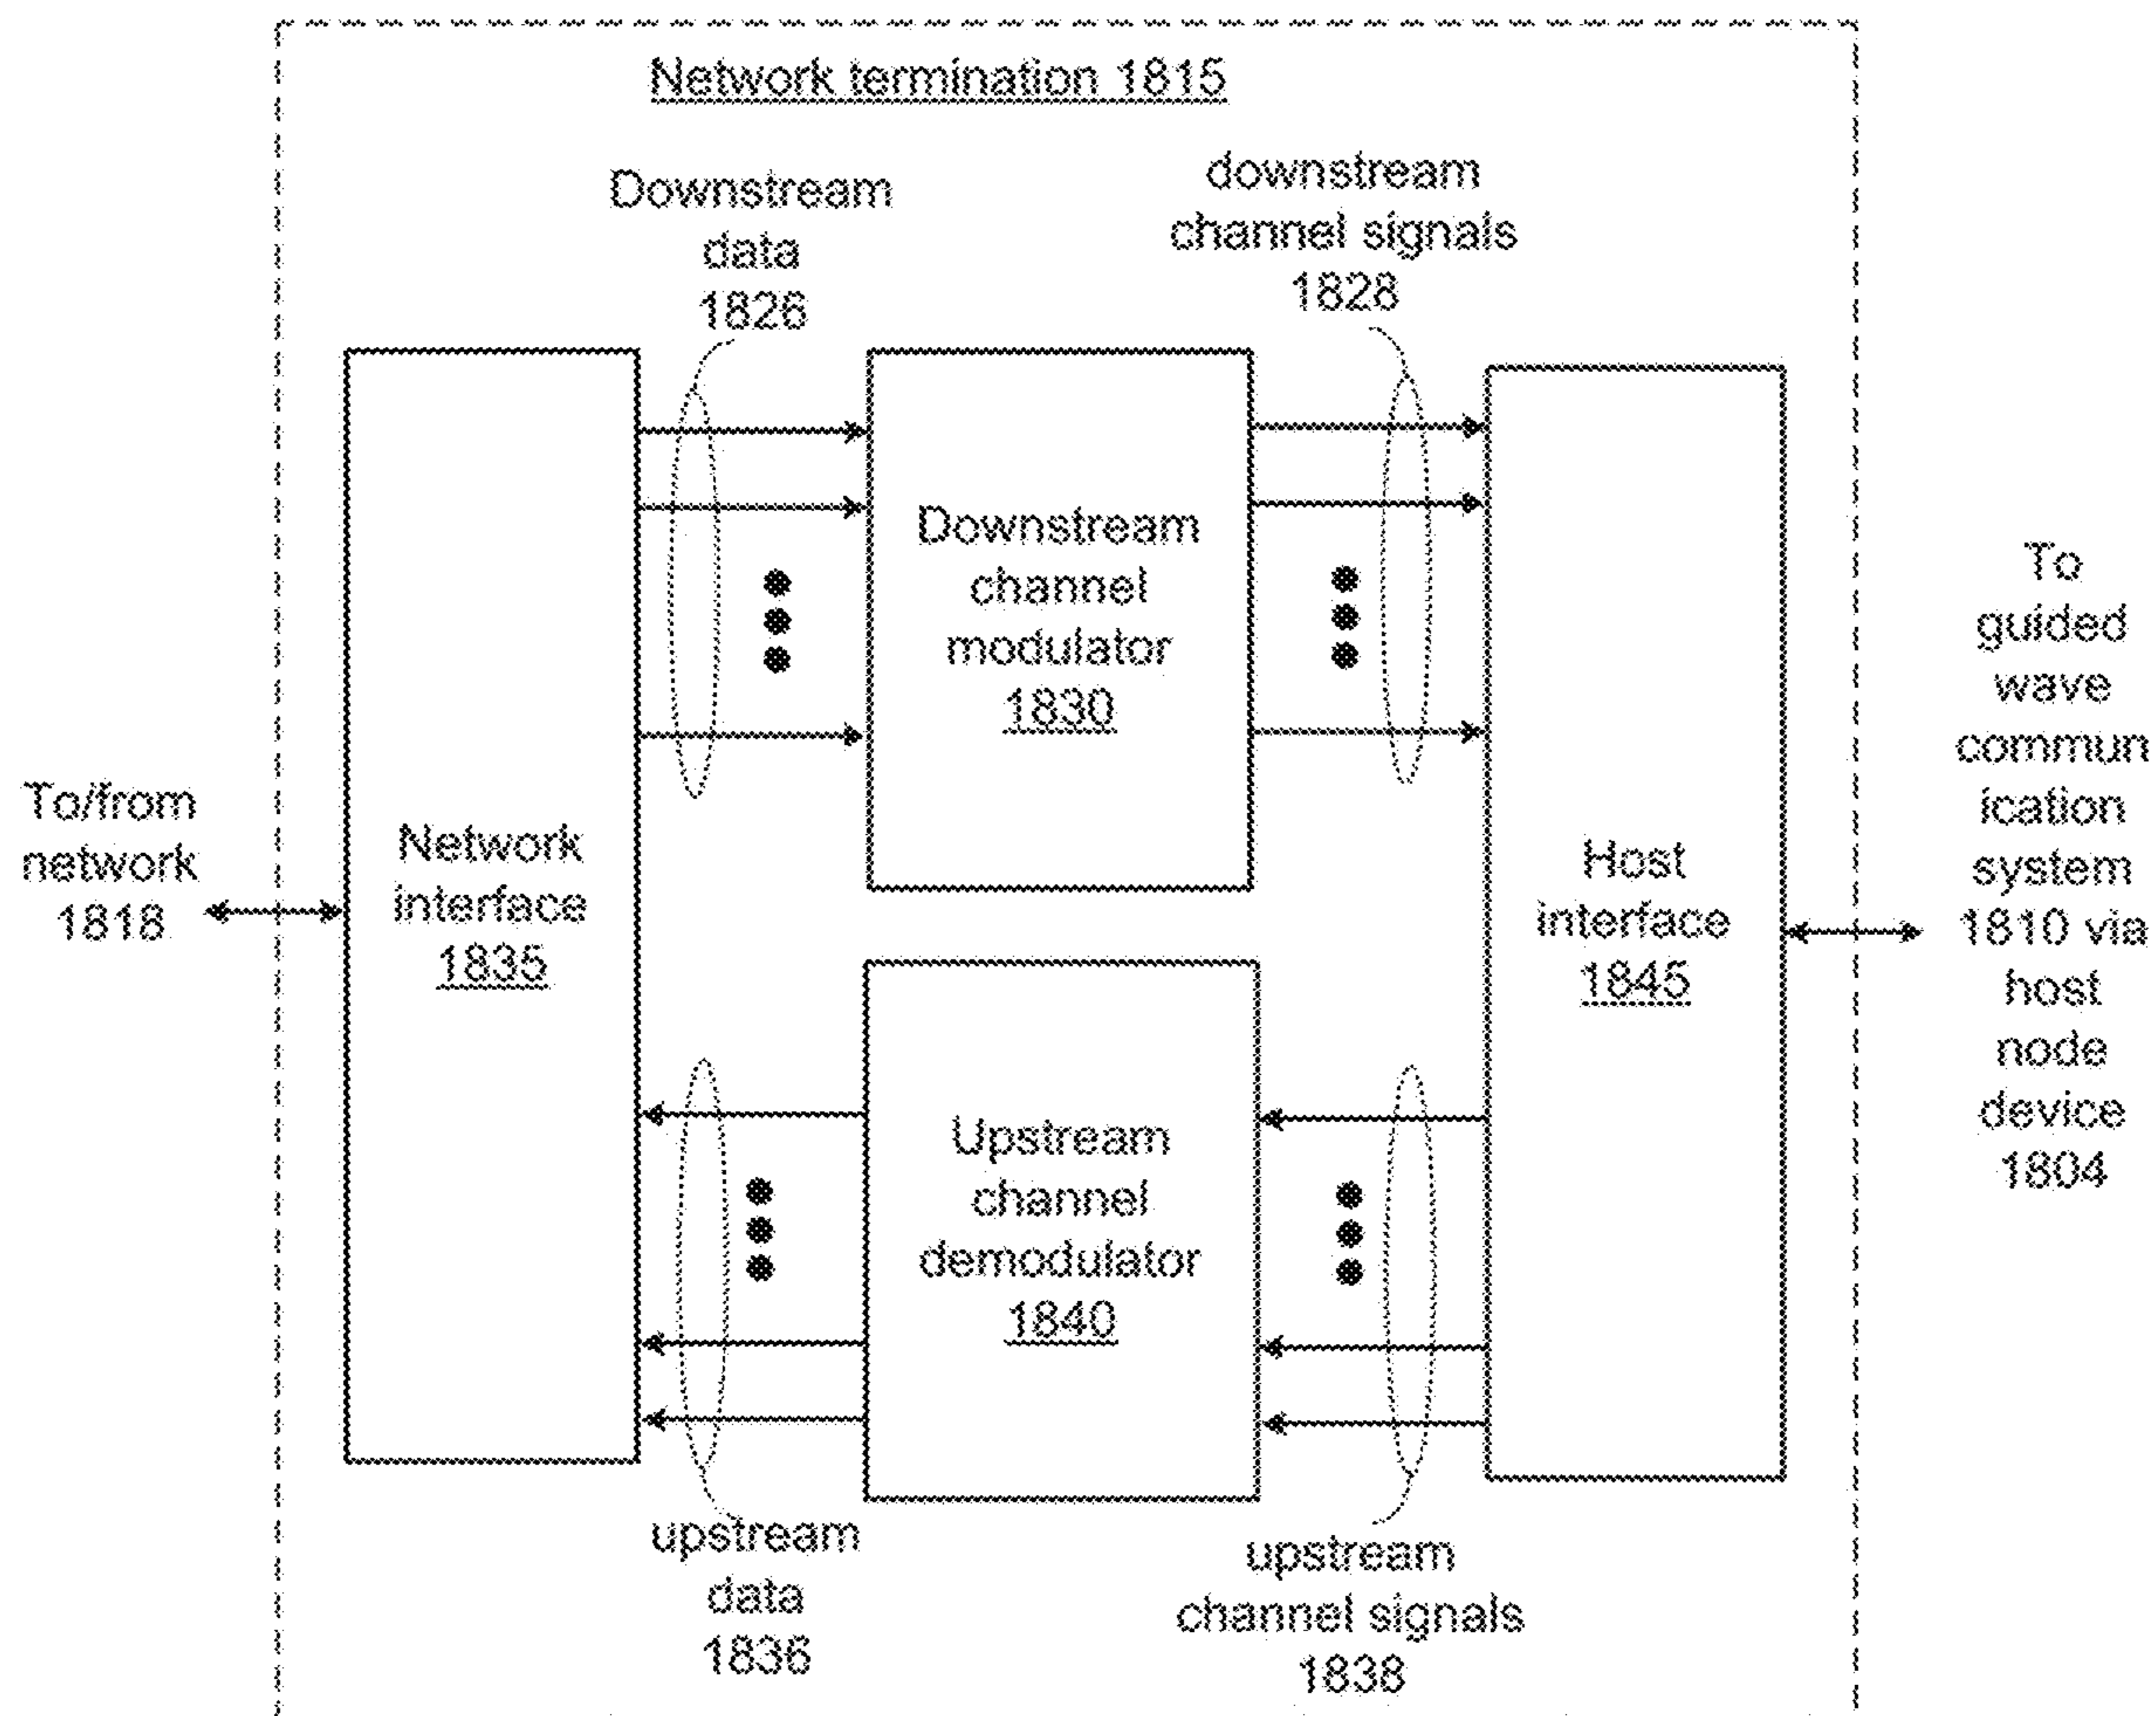 Network termination 1815
Downstream
data
1826
downstream
channel signals
1828
Downstream
channel
modulator
1830
To/from
network
1818
Network
interface
1835
Host
interface
1845
To
guided
wave
commun
ication
system
1810 via
host
node
device
1804
Upstream
channel
demodulator
1840
upstream
data
1836
upstream
channel signals
1838